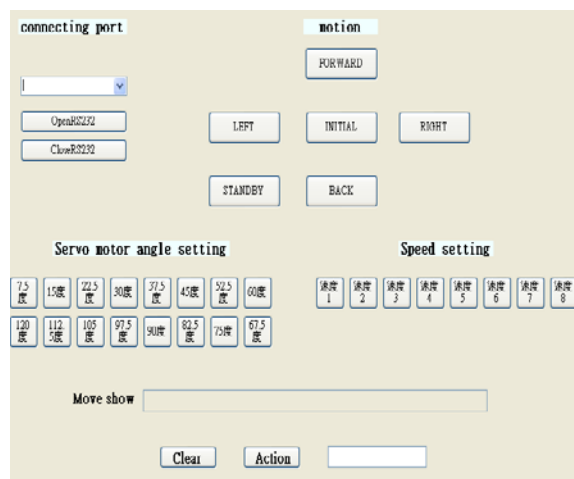 connecting port
motion
FORWARD
OpenRS232
LEFT
INITIAL
RIGHT
CloseRS232
STANDBY
BACK
Servo motor angle setting
Speed setting
7.5度 15度 22.5度 30度 37.5度 45度 52.5度 60度
速度1 速度2 速度3 速度4 速度5 速度6 速度7 速度8
120度 112.5度 105度 97.5度 90度 82.5度 75度 67.5度
Move show
Clear
Action